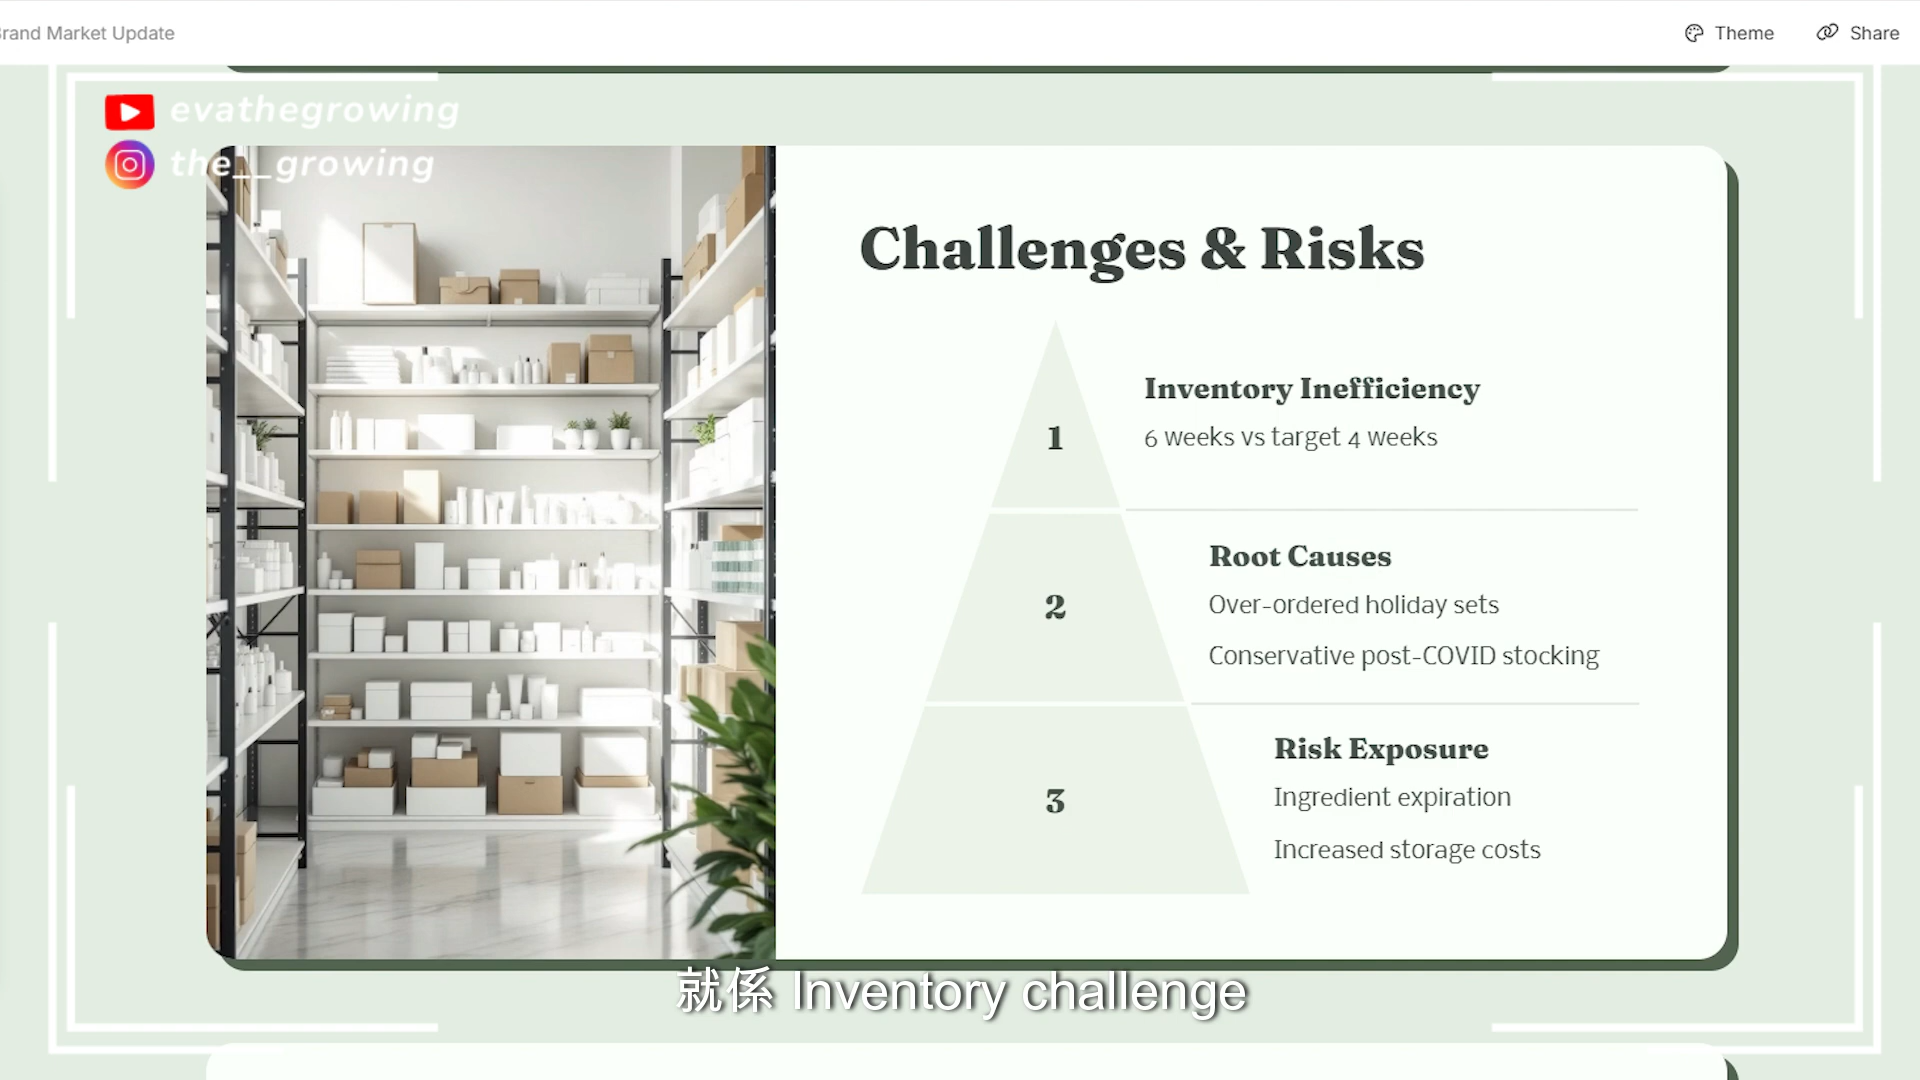 Brand Market Update
Theme
Share
evathegrowing
the__growing
Challenges & Risks
1
Inventory Inefficiency
6 weeks vs target 4 weeks
2
Root Causes
Over-ordered holiday sets
Conservative post-COVID stocking
3
Risk Exposure
Ingredient expiration
Increased storage costs
就係 Inventory challenge